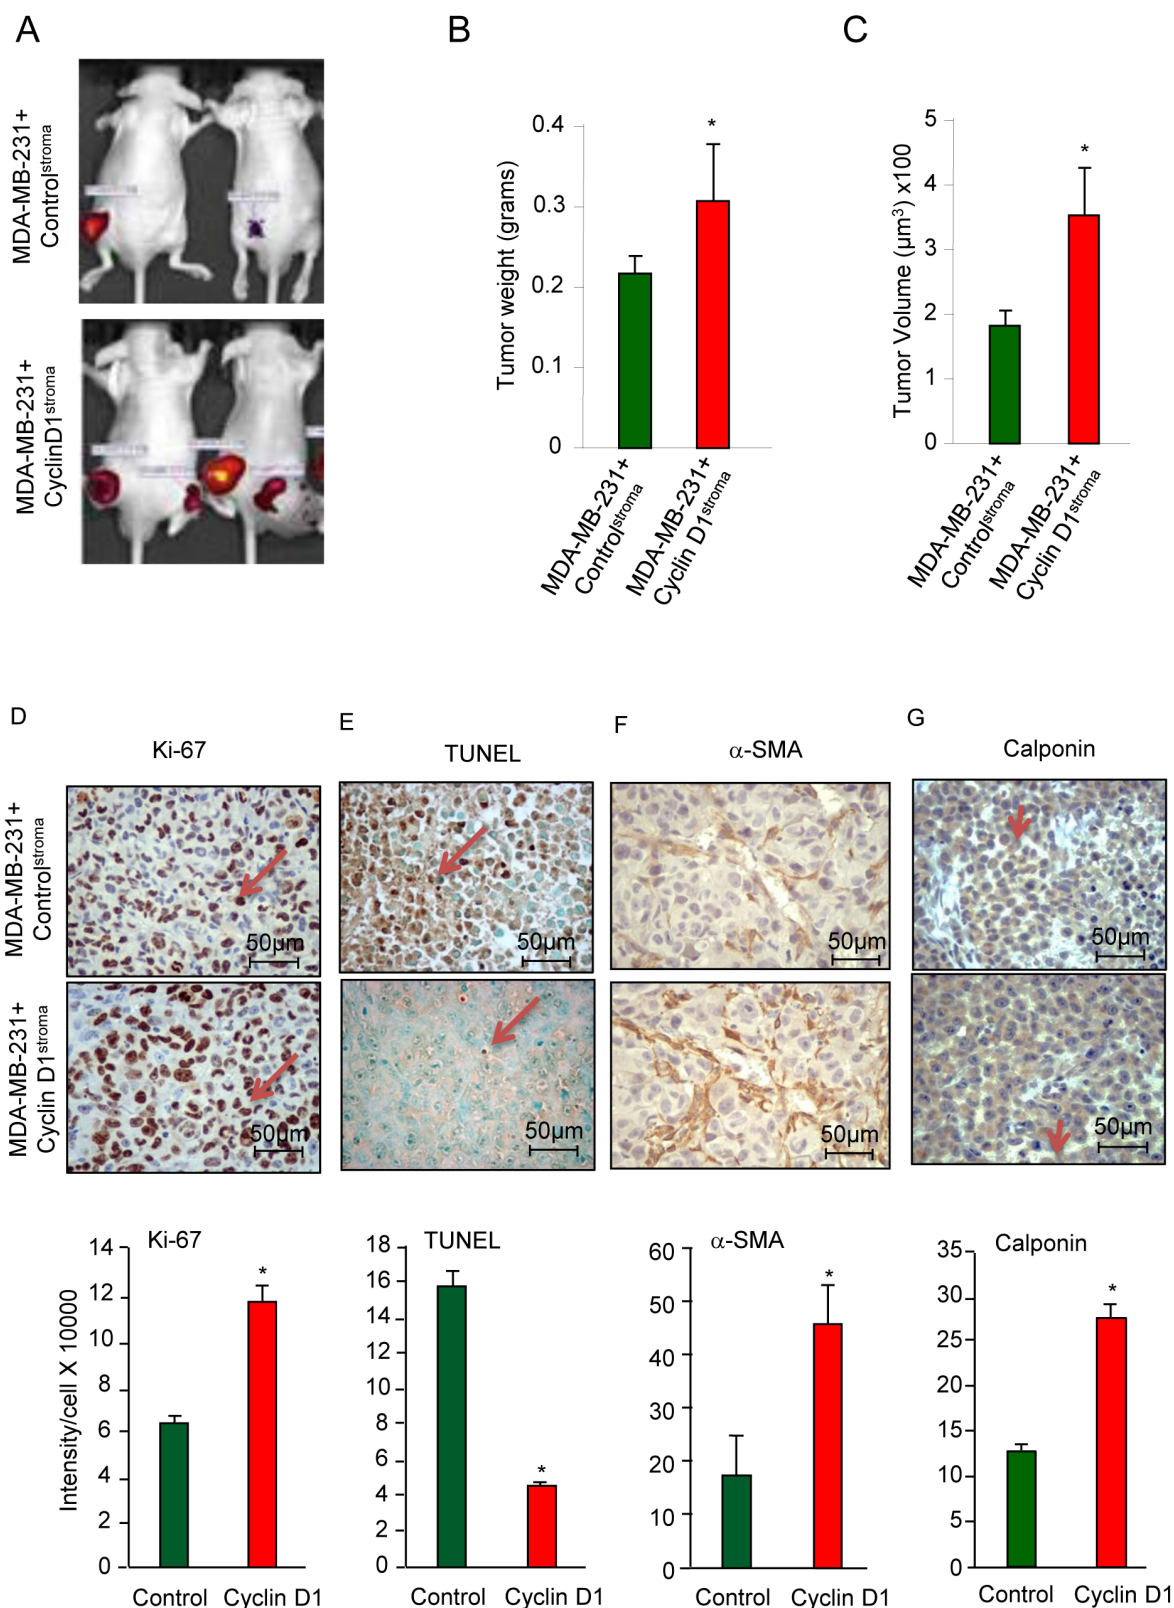 A
B
C
MDA-MB-231+
Control^stroma
MDA-MB-231+
CyclinD1^stroma
Tumor weight (grams)
0.4
0.3
0.2
0.1
0
*
MDA-MB-231+
Control^stroma
MDA-MB-231+
Cyclin D1^stroma
Tumor Volume (µm³) x100
5
4
3
2
1
0
*
MDA-MB-231+
Control^stroma
MDA-MB-231+
Cyclin D1^stroma
D
E
F
G
Ki-67
TUNEL
α-SMA
Calponin
MDA-MB-231+
Control^stroma
50µm
50µm
50µm
50µm
MDA-MB-231+
Cyclin D1^stroma
50µm
50µm
50µm
50µm
Intensity/cell X 10000
Ki-67
14
12
10
8
6
4
2
0
*
Control Cyclin D1
TUNEL
18
16
14
12
10
8
6
4
2
0
*
Control Cyclin D1
α-SMA
60
50
40
30
20
10
0
*
Control Cyclin D1
Calponin
35
30
25
20
15
10
5
0
*
Control Cyclin D1